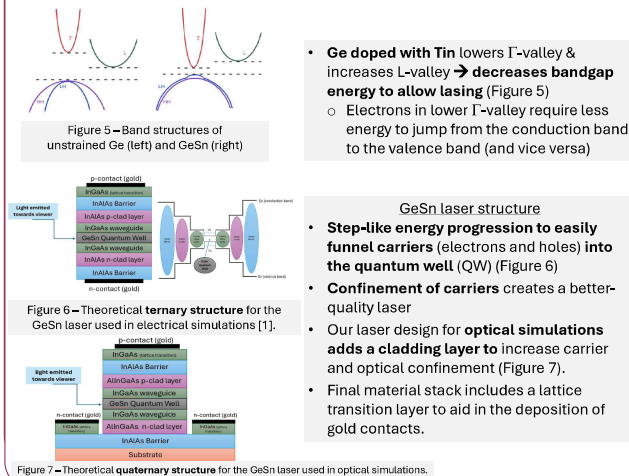 Γ
L
LH
HH
Γ
L
LH
HH
Figure 5 – Band structures of
unstrained Ge (left) and GeSn (right)
• Ge doped with Tin lowers Γ-valley &
increases L-valley ➔ decreases bandgap
energy to allow lasing (Figure 5)
o Electrons in lower Γ-valley require less
energy to jump from the conduction band
to the valence band (and vice versa)
p-contact (gold)
InGaAs (lattice transition)
InAlAs Barrier
InAlAs p-clad layer
InGaAs waveguide
GeSn Quantum Well
InGaAs waveguide
InAlAs n-clad layer
InAlAs Barrier
n-contact (gold)
Light emitted
towards viewer
Figure 6 – Theoretical ternary structure for the
GeSn laser used in electrical simulations [1].
p-contact (gold)
InGaAs (lattice transition)
InAlAs Barrier
AlInGaAs p-clad layer
InGaAs waveguide
GeSn Quantum Well
InGaAs waveguide
AlInGaAs n-clad layer
InAlAs Barrier
Substrate
light emitted
towards viewer
n-contact (gold)
n-contact (gold)
Figure 7 – Theoretical quaternary structure for the GeSn laser used in optical simulations.
GeSn laser structure
• Step-like energy progression to easily
funnel carriers (electrons and holes) into
the quantum well (QW) (Figure 6)
• Confinement of carriers creates a better-
quality laser
• Our laser design for optical simulations
adds a cladding layer to increase carrier
and optical confinement (Figure 7).
• Final material stack includes a lattice
transition layer to aid in the deposition of
gold contacts.